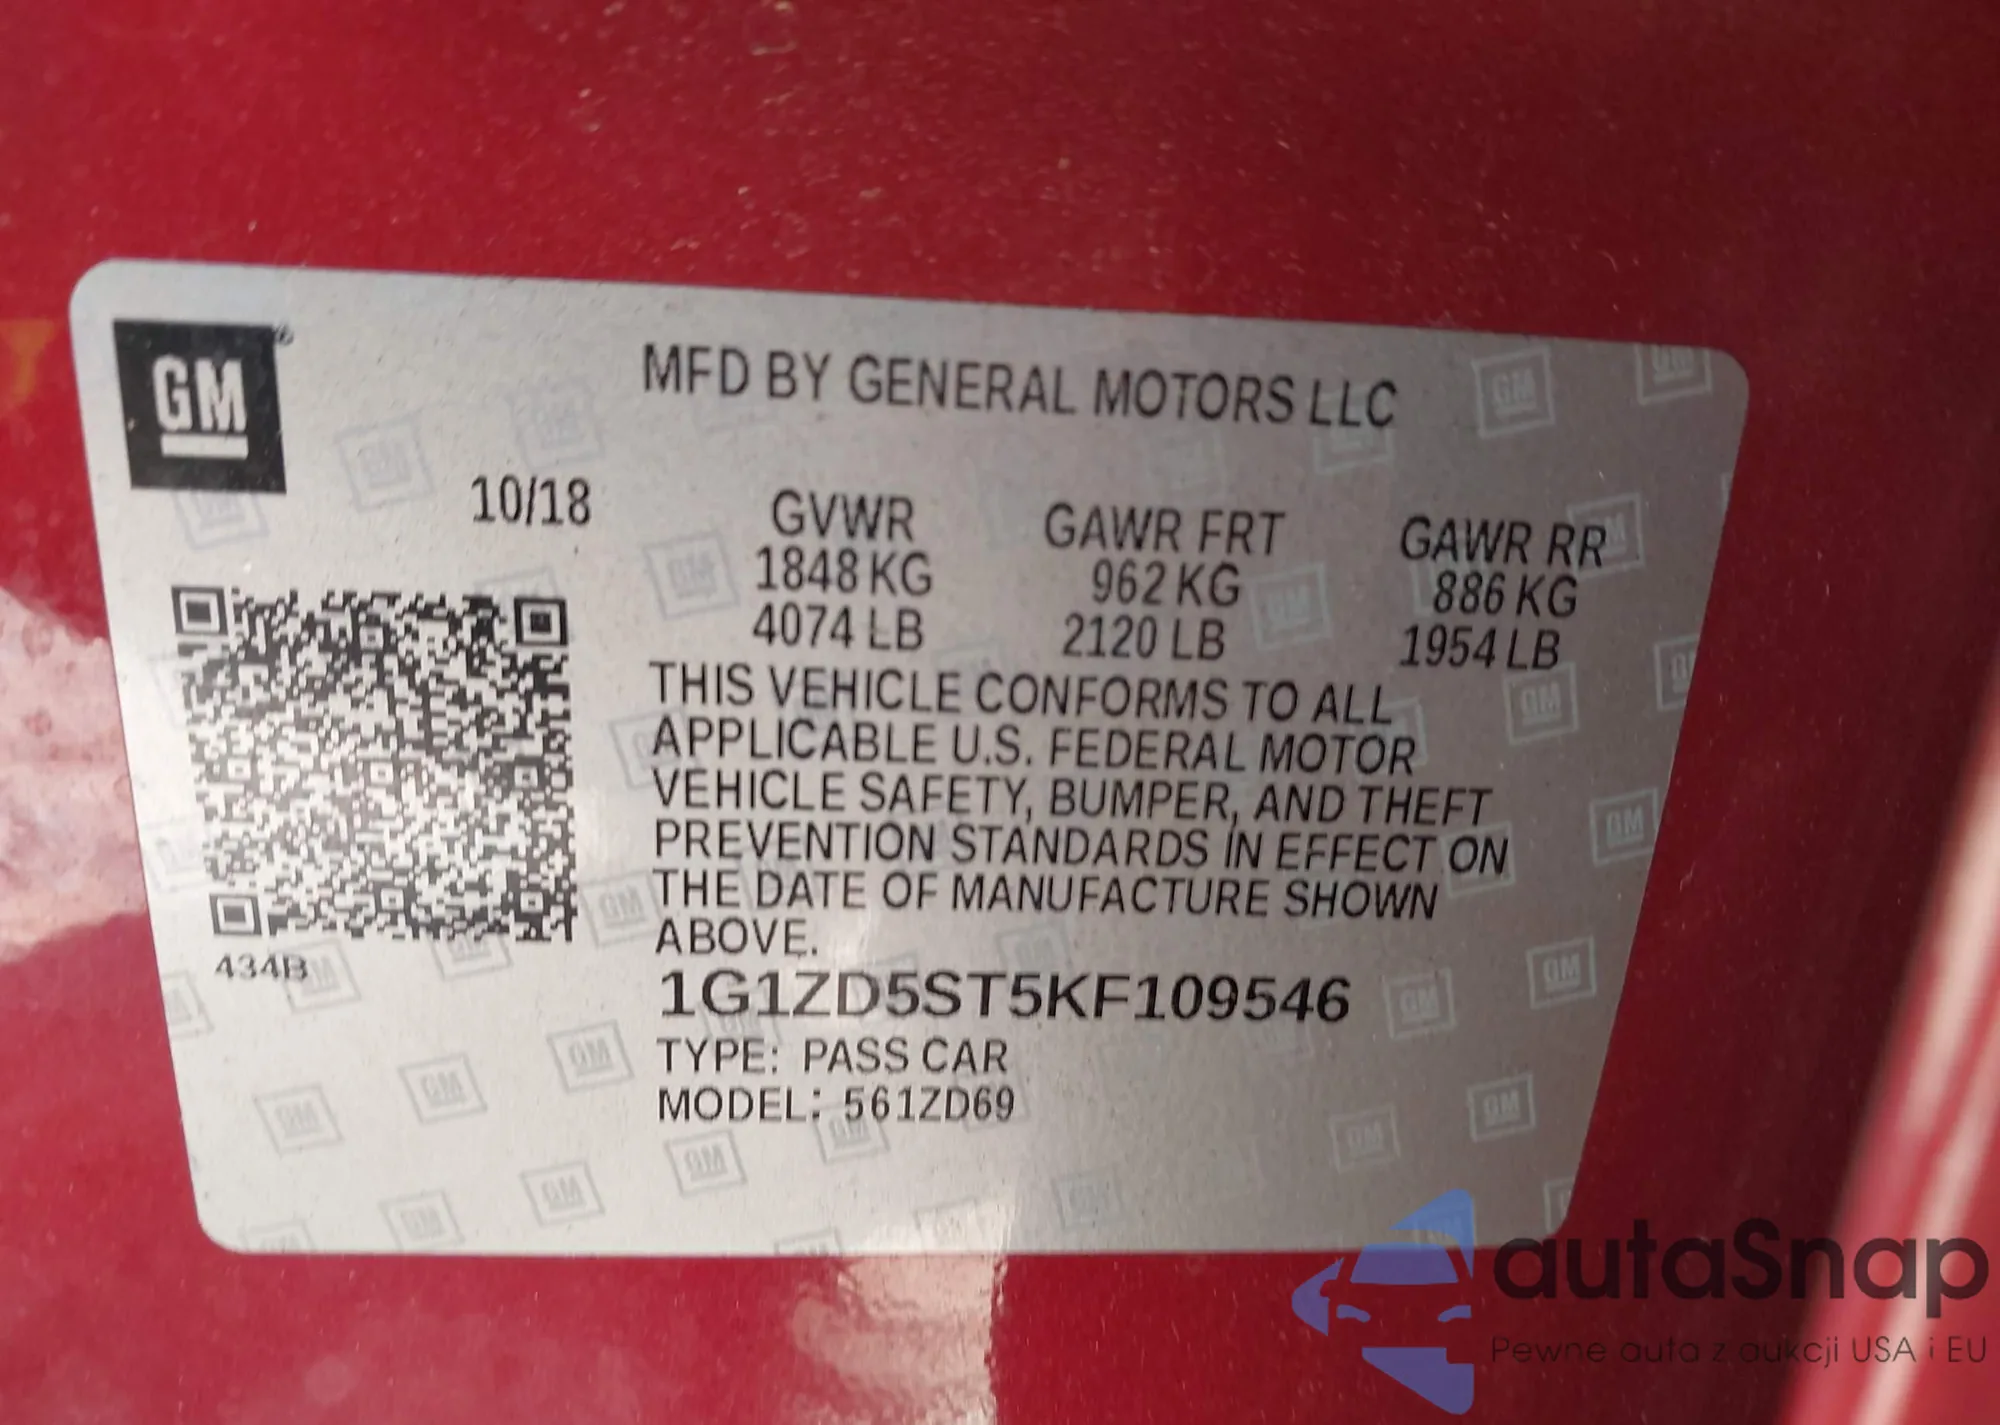 GM
MFD BY GENERAL MOTORS LLC
10/18
GVWR GAWR FRT GAWR RR
1848 KG 962 KG 886 KG
4074 LB 2120 LB 1954 LB
THIS VEHICLE CONFORMS TO ALL
APPLICABLE U.S. FEDERAL MOTOR
VEHICLE SAFETY, BUMPER, AND THEFT
PREVENTION STANDARDS IN EFFECT ON
THE DATE OF MANUFACTURE SHOWN
ABOVE.
434B
1G1ZD5ST5KF109546
TYPE: PASS CAR
MODEL: 561ZD69
autaSnap
Pewne auta z aukcji USA i EU